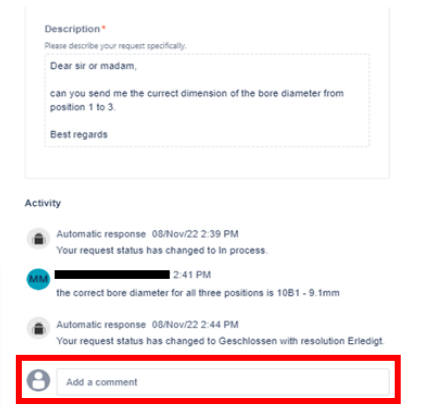 Description*
Please describe your request specifically.
Dear sir or madam,
can you send me the currect dimension of the bore diameter from
position 1 to 3.
Best regards
Activity
Automatic response 08/Nov/22 2:39 PM
Your request status has changed to In process.
MM
2:41 PM
the correct bore diameter for all three positions is 10B1 - 9.1mm
Automatic response 08/Nov/22 2:44 PM
Your request status has changed to Geschlossen with resolution Erledigt.
Add a comment